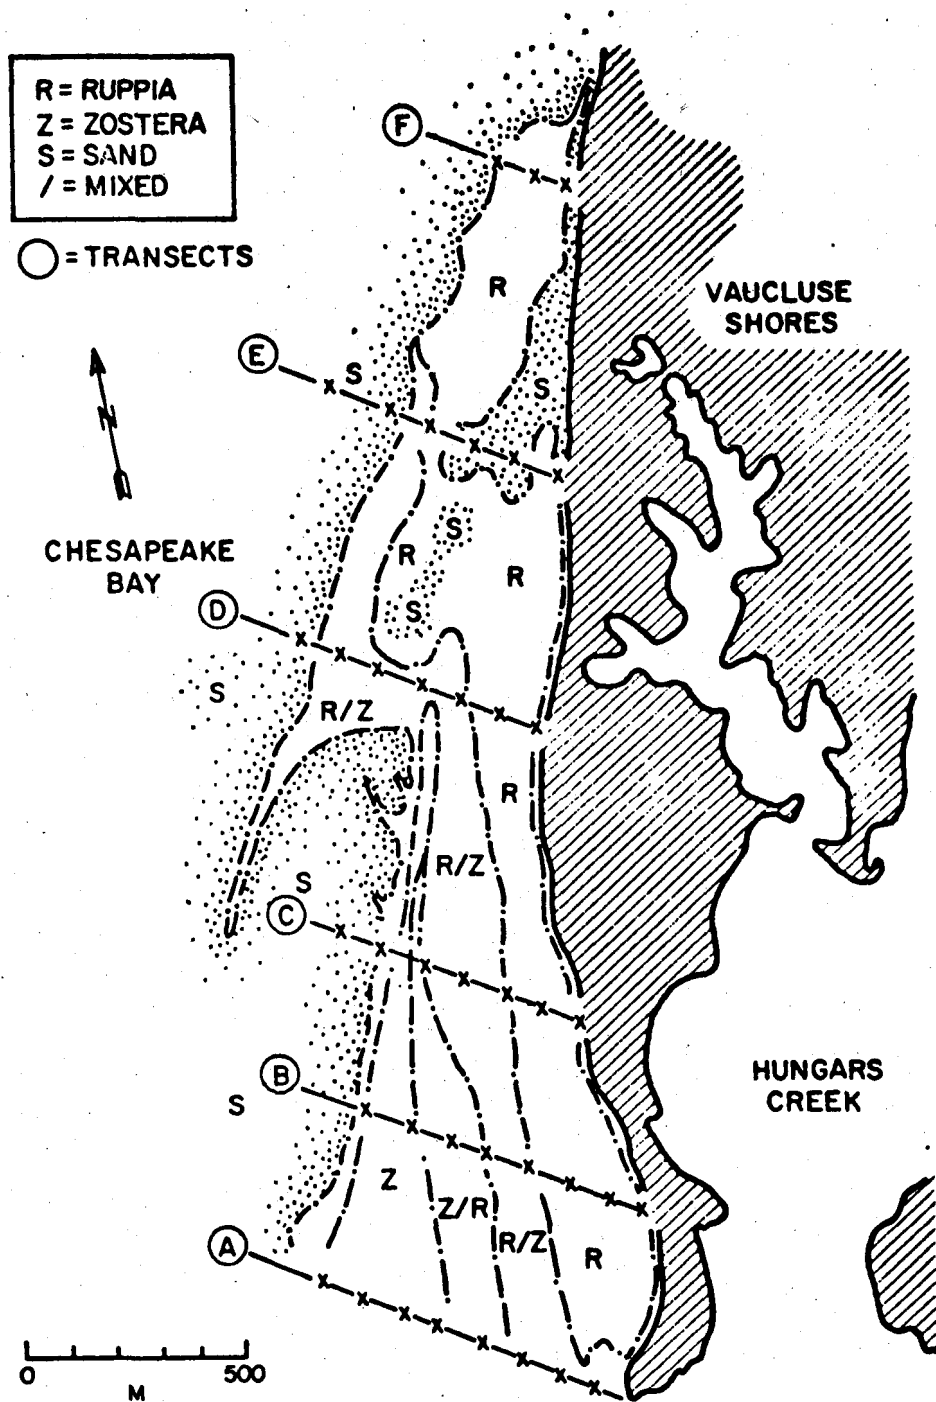 R = RUPPIA
Z = ZOSTERA
S = SAND
/ = MIXED
◯ = TRANSECTS
F
R
VAUCLUSE
SHORES
E
S
S
N
CHESAPEAKE
BAY
S
R
R
D
S
S
R/Z
R
R/Z
S
C
B
S
HUNGARS
CREEK
Z
Z/R
A
R/Z
R
0 500
M